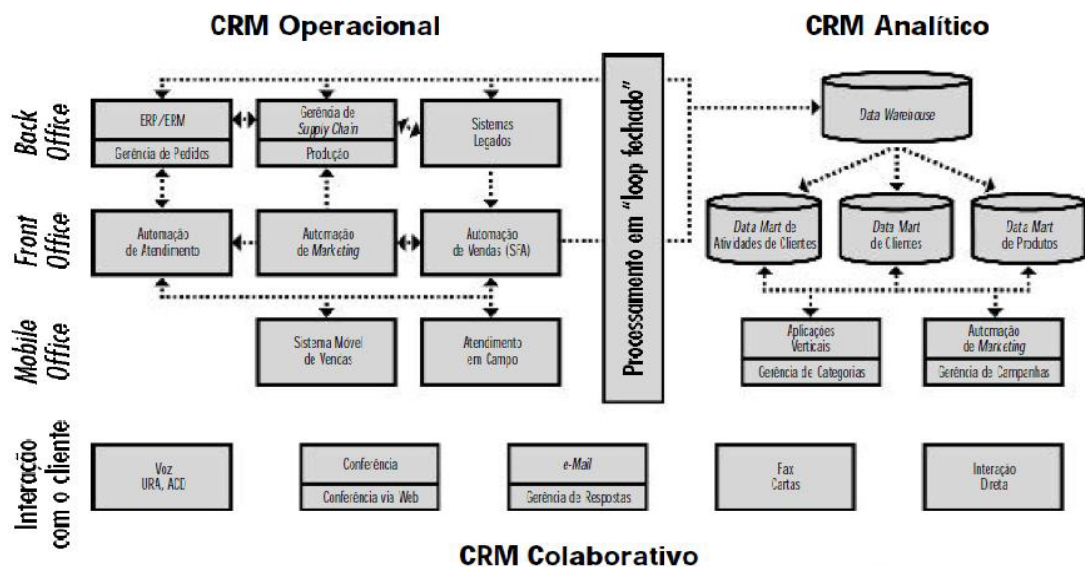 CRM Operacional
CRM Analítico
Back
Office
ERP/ERM
Gerência de Pedidos
Gerência de
Supply Chain
Produção
Sistemas
Legados
Data Warehouse
Front
Office
Automação
de Atendimento
Automação
de Marketing
Automação
de Vendas (SFA)
Processamento em “loop fechado”
Data Mart de
Atividades de Clientes
Data Mart
de Clientes
Data Mart
de Produtos
Mobile
Office
Sistema Móvel
de Vendas
Atendimento
em Campo
Aplicações
Verticais
Gerência de Categorias
Automação
de Marketing
Gerência de Campanhas
Interação
com o cliente
Voz
URA, ACD
Conferência
Conferência via Web
e-Mail
Gerência de Respostas
Fax
Cartas
Interação
Direta
CRM Colaborativo